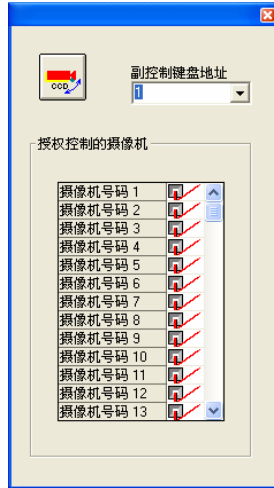 CCD
副控制键盘地址
1
授权控制的摄像机
摄像机号码 1
摄像机号码 2
摄像机号码 3
摄像机号码 4
摄像机号码 5
摄像机号码 6
摄像机号码 7
摄像机号码 8
摄像机号码 9
摄像机号码 10
摄像机号码 11
摄像机号码 12
摄像机号码 13